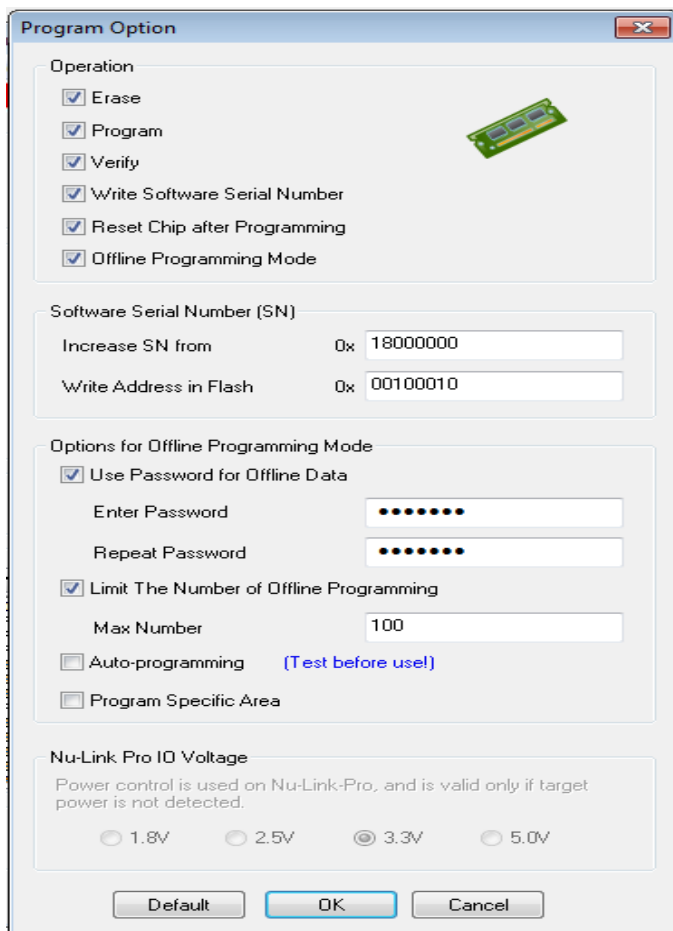 Program Option
Operation
Erase
Program
Verify
Write Software Serial Number
Reset Chip after Programming
Offline Programming Mode
Software Serial Number (SN)
Increase SN from 0x 18000000
Write Address in Flash 0x 00100010
Options for Offline Programming Mode
Use Password for Offline Data
Enter Password •••••••
Repeat Password •••••••
Limit The Number of Offline Programming
Max Number 100
Auto-programming (Test before use!)
Program Specific Area
Nu-Link Pro IO Voltage
Power control is used on Nu-Link-Pro, and is valid only if target
power is not detected.
1.8V 2.5V 3.3V 5.0V
Default OK Cancel